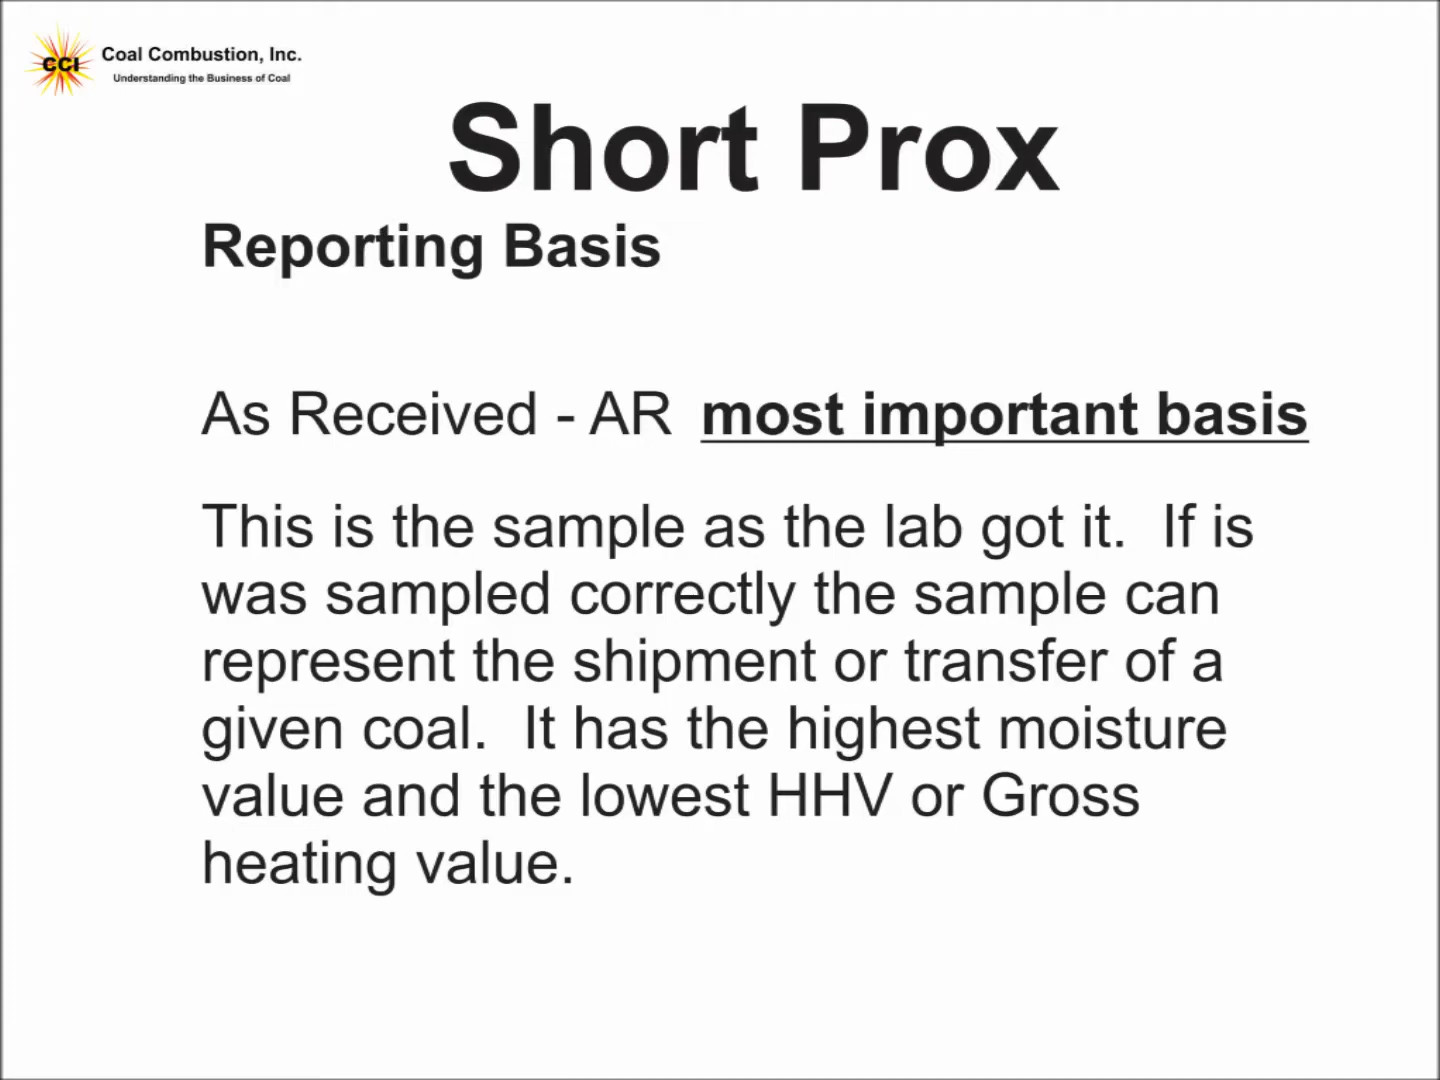 CCI
Coal Combustion, Inc.
Understanding the Business of Coal
Short Prox
Reporting Basis
As Received - AR most important basis
This is the sample as the lab got it. If is
was sampled correctly the sample can
represent the shipment or transfer of a
given coal. It has the highest moisture
value and the lowest HHV or Gross
heating value.